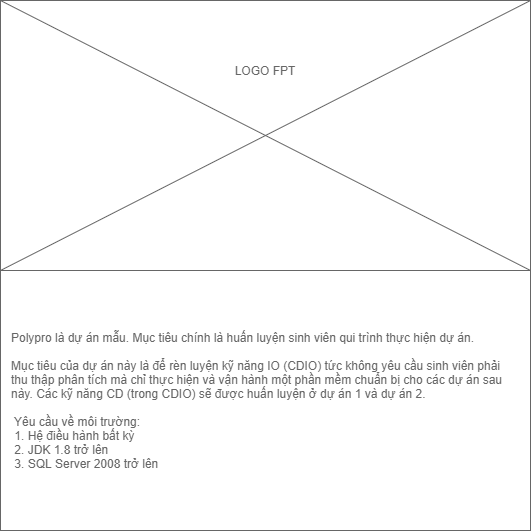 LOGO FPT
Polypro là dự án mẫu. Mục tiêu chính là huấn luyện sinh viên qui trình thực hiện dự án.
Mục tiêu của dự án này là để rèn luyện kỹ năng IO (CDIO) tức không yêu cầu sinh viên phải
thu thập phân tích mà chỉ thực hiện và vận hành một phần mềm chuẩn bị cho các dự án sau
này. Các kỹ năng CD (trong CDIO) sẽ được huấn luyện ở dự án 1 và dự án 2.
Yêu cầu về môi trường:
1. Hệ điều hành bất kỳ
2. JDK 1.8 trở lên
3. SQL Server 2008 trở lên